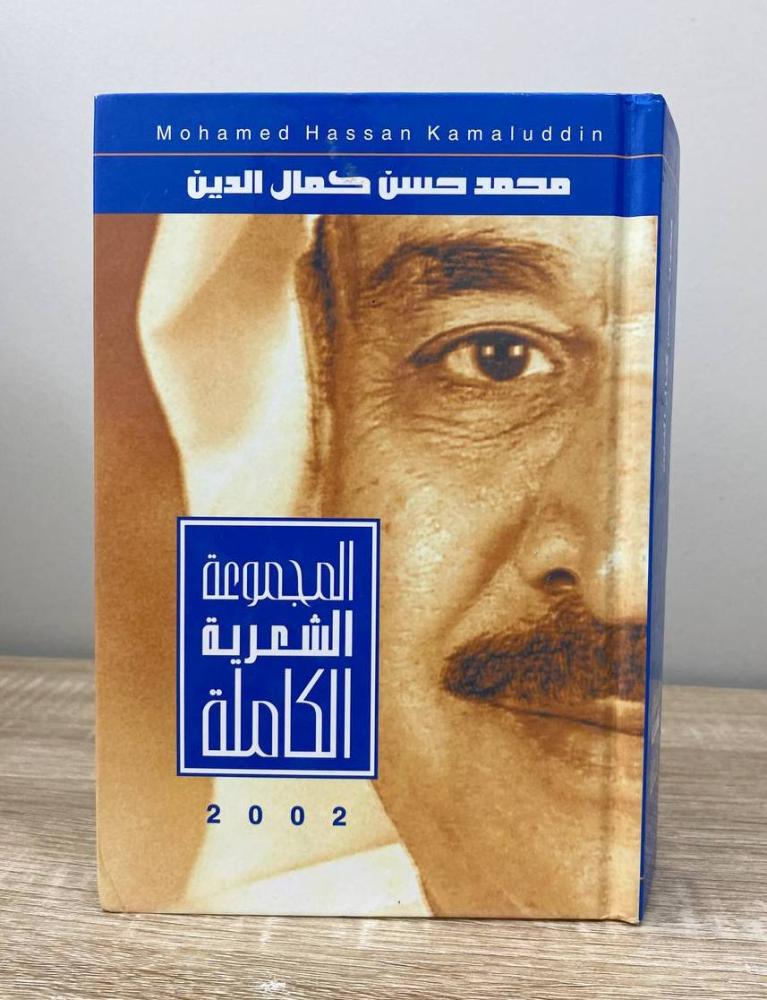 Mohamed Hassan Kamaluddin
محمد حسن كمال الدين
المجموعة
الشعرية
الكاملة
2002